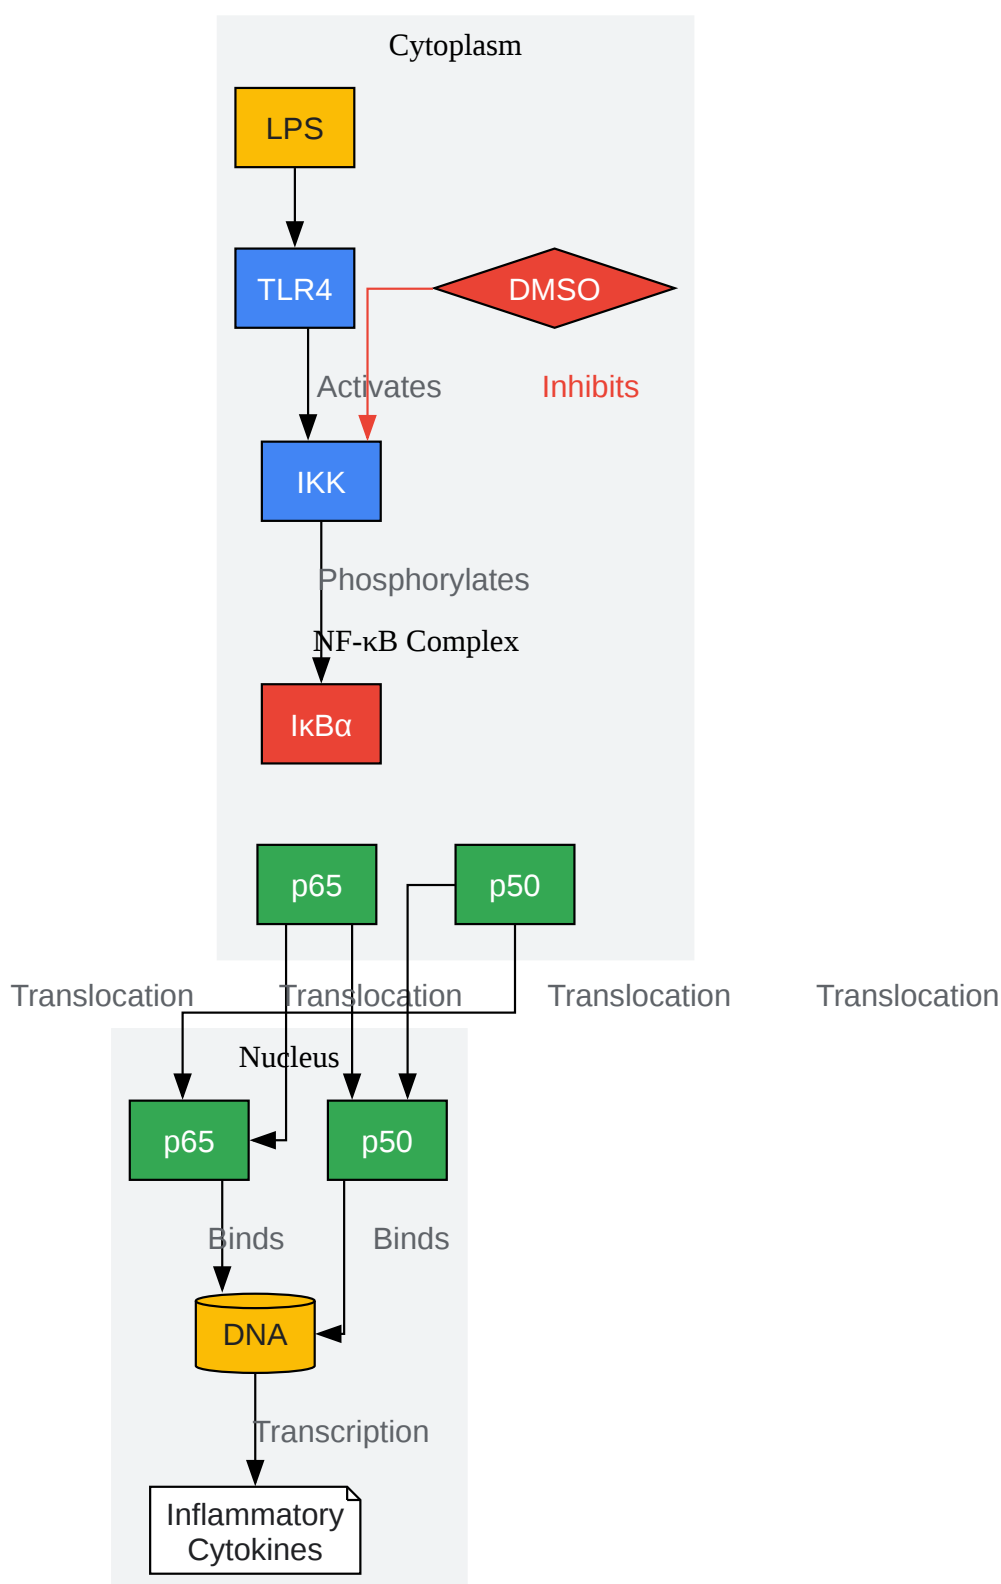 Cytoplasm
LPS
TLR4
DMSO
Activates
Inhibits
IKK
Phosphorylates
NF-κB Complex
IκBα
p65
p50
Translocation
Translocation
Translocation
Translocation
Nucleus
p65
p50
Binds
Binds
DNA
Transcription
Inflammatory
Cytokines